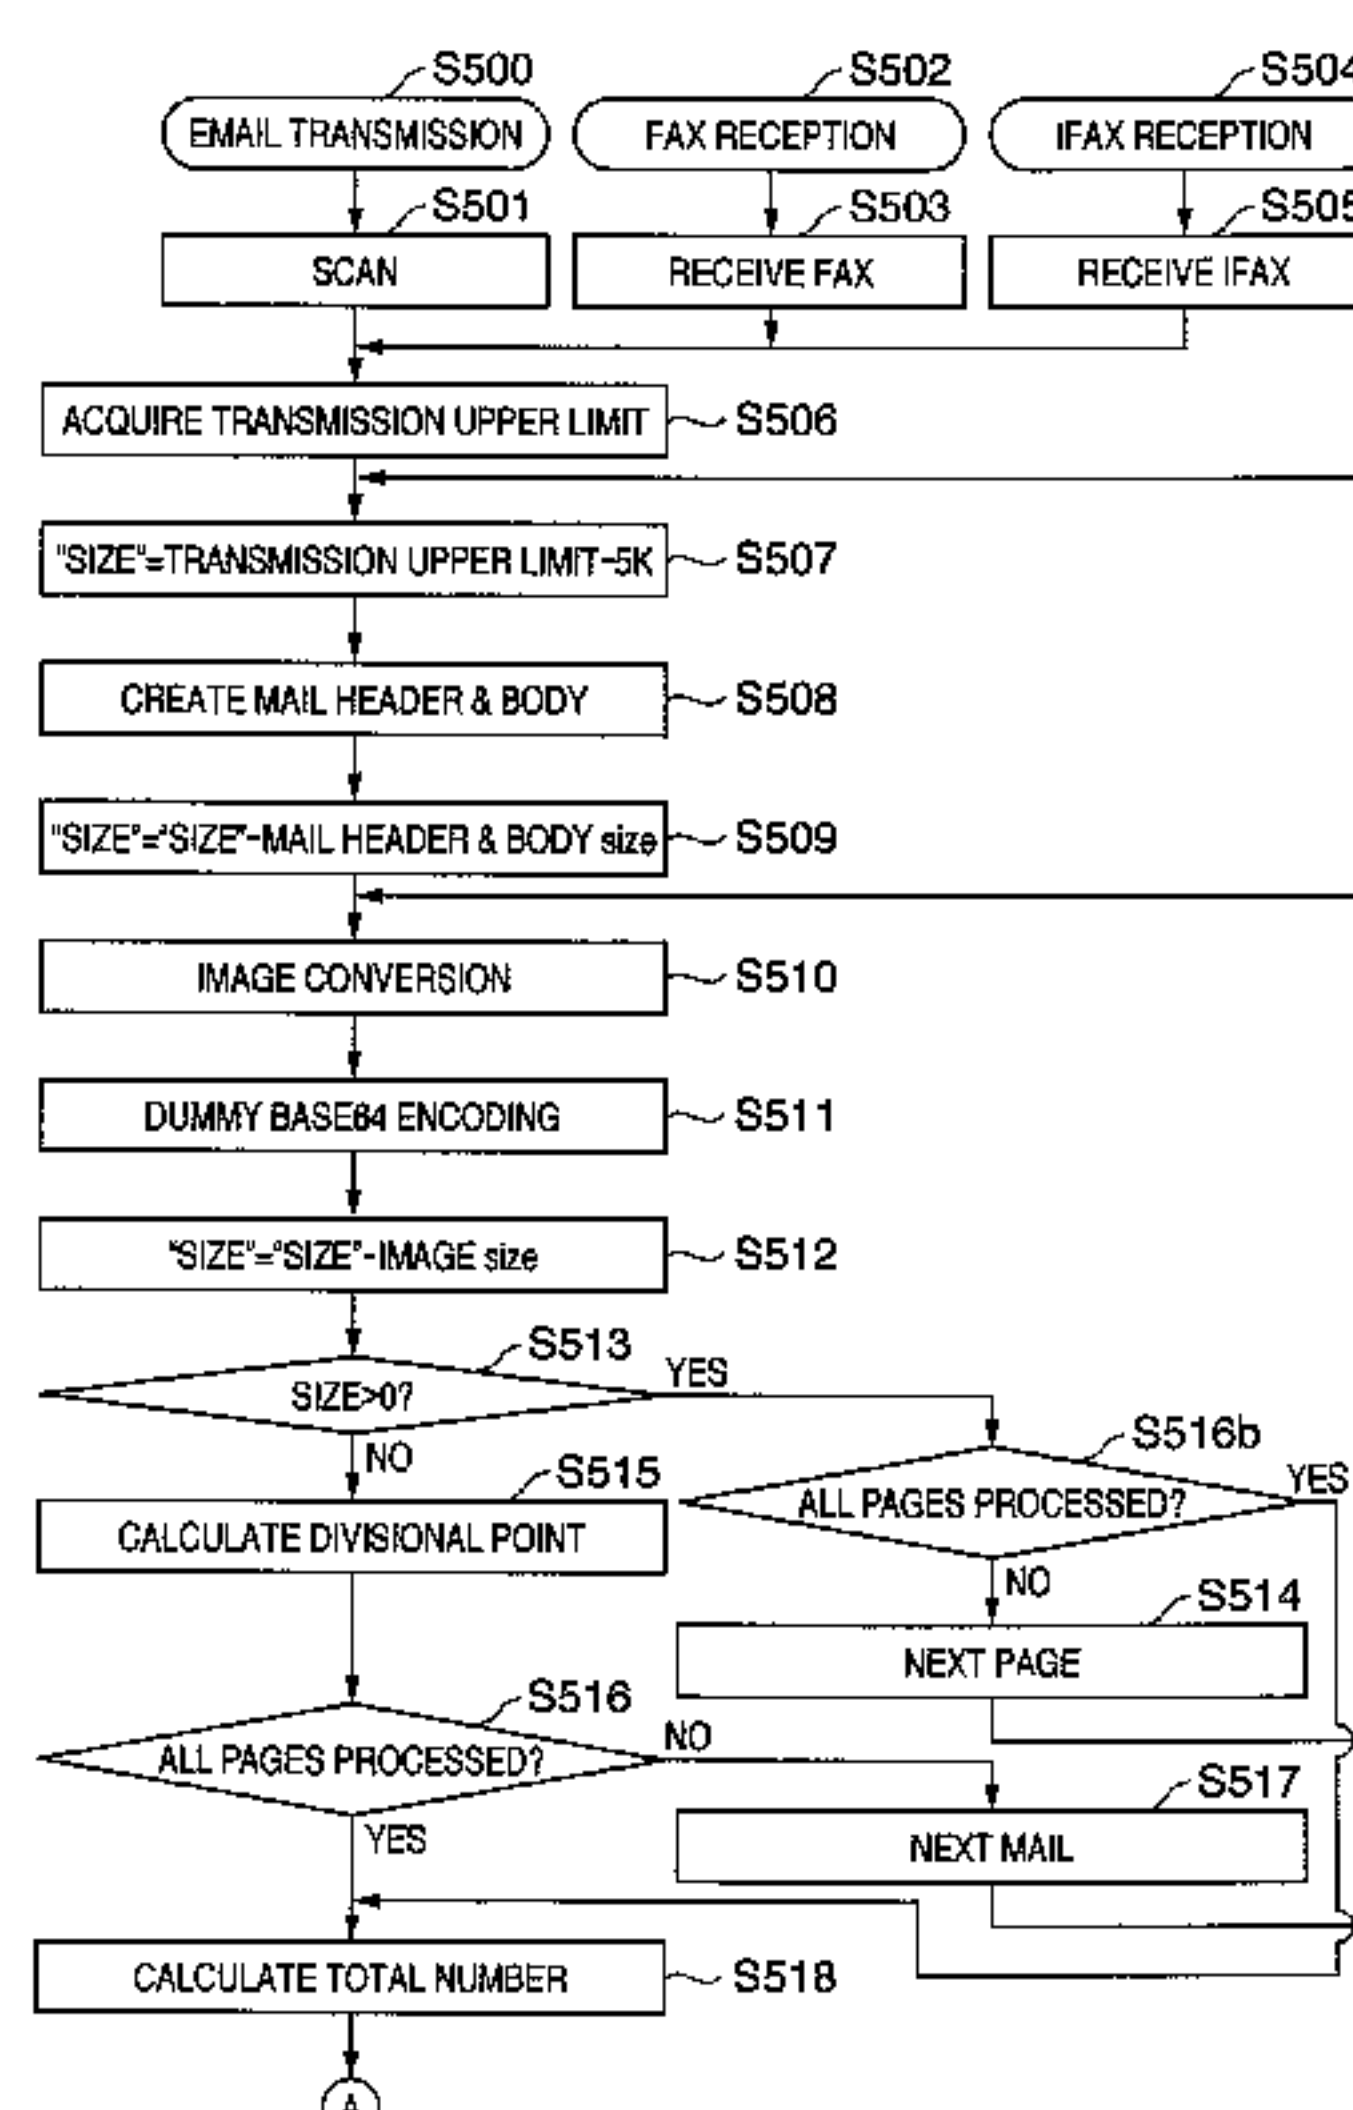 S500
S502
S504
EMAIL TRANSMISSION
FAX RECEPTION
IFAX RECEPTION
S501
S503
S505
SCAN
RECEIVE FAX
RECEIVE IFAX
ACQUIRE TRANSMISSION UPPER LIMIT
S506
"SIZE"=TRANSMISSION UPPER LIMIT-5K
S507
CREATE MAIL HEADER & BODY
S508
"SIZE"="SIZE"-MAIL HEADER & BODY size
S509
IMAGE CONVERSION
S510
DUMMY BASE64 ENCODING
S511
"SIZE"="SIZE"-IMAGE size
S512
S513
SIZE>0?
YES
NO
S516b
ALL PAGES PROCESSED?
YES
S515
CALCULATE DIVISIONAL POINT
NO
S514
NEXT PAGE
S516
ALL PAGES PROCESSED?
NO
YES
S517
NEXT MAIL
CALCULATE TOTAL NUMBER
S518
A